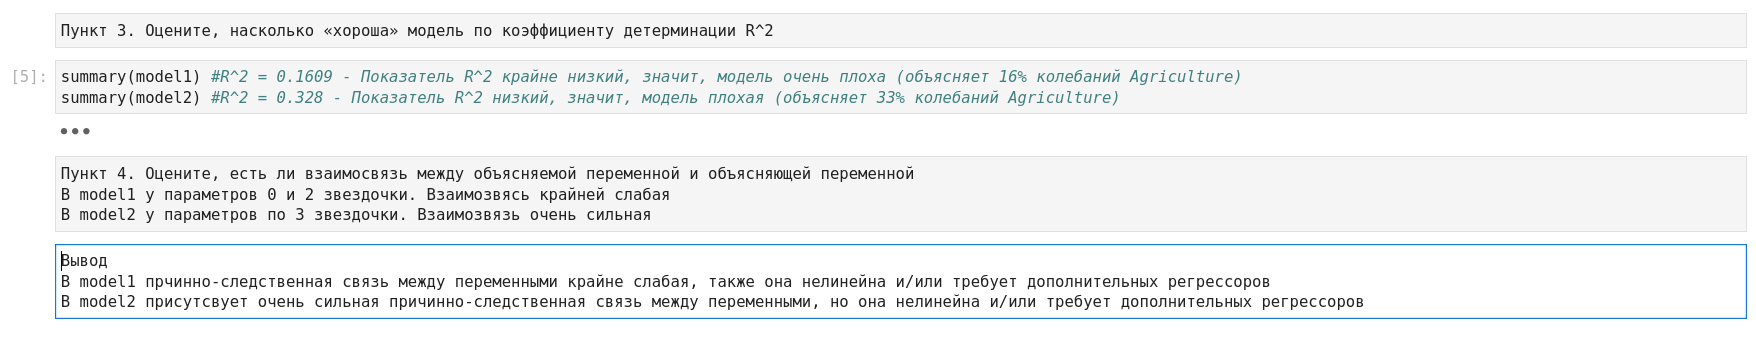 Пункт 3. Оцените, насколько «хороша» модель по коэффициенту детерминации R^2
[5]:
summary(model1) #R^2 = 0.1609 - Показатель R^2 крайне низкий, значит, модель очень плоха (объясняет 16% колебаний Agriculture)
summary(model2) #R^2 = 0.328 - Показатель R^2 низкий, значит, модель плохая (объясняет 33% колебаний Agriculture)
•••
Пункт 4. Оцените, есть ли взаимосвязь между объясняемой переменной и объясняющей переменной
В model1 у параметров 0 и 2 звездочки. Взаимозвясь крайней слабая
В model2 у параметров по 3 звездочки. Взаимозвязь очень сильная
Вывод
В model1 прчинно-следственная связь между переменными крайне слабая, также она нелинейна и/или требует дополнительных регрессоров
В model2 присутсвует очень сильная причинно-следственная связь между переменными, но она нелинейна и/или требует дополнительных регрессоров